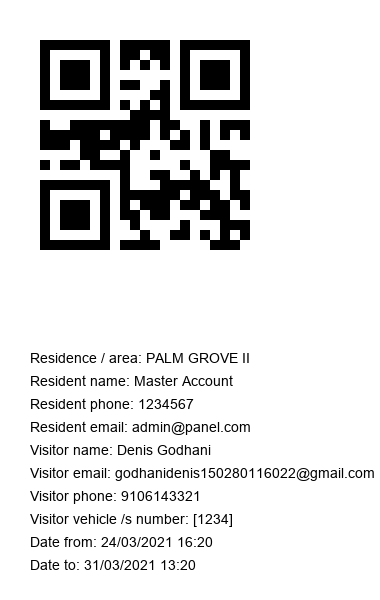 Residence / area: PALM GROVE II
Resident name: Master Account
Resident phone: 1234567
Resident email: admin@panel.com
Visitor name: Denis Godhani
Visitor email: godhanidenis150280116022@gmail.com
Visitor phone: 9106143321
Visitor vehicle /s number: [1234]
Date from: 24/03/2021 16:20
Date to: 31/03/2021 13:20